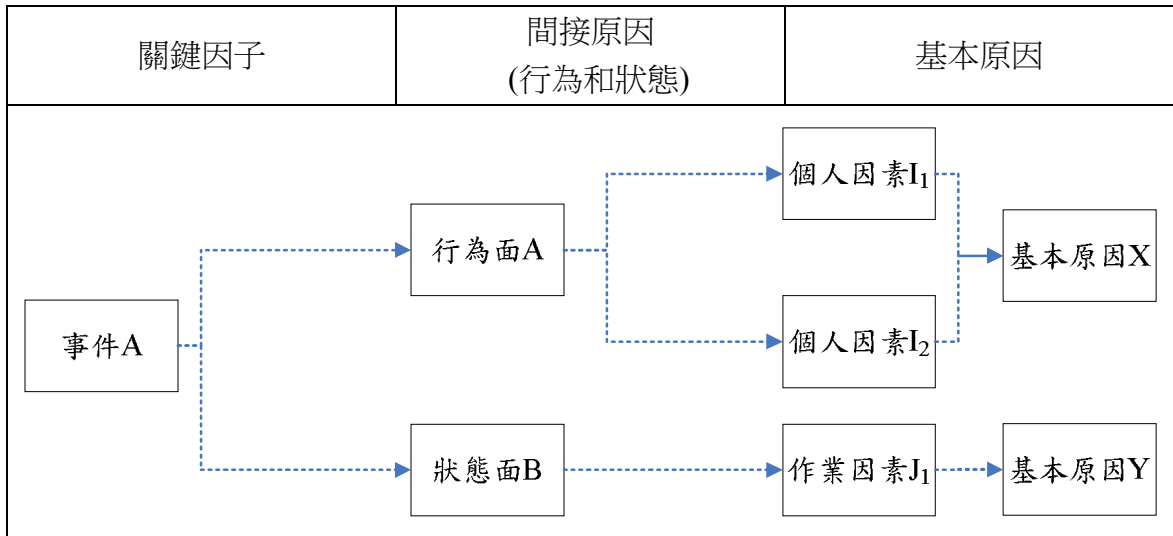 關鍵因子
間接原因
(行為和狀態)
基本原因
個人因素I1
行為面A
基本原因X
事件A
個人因素I2
狀態面B
作業因素J1
基本原因Y